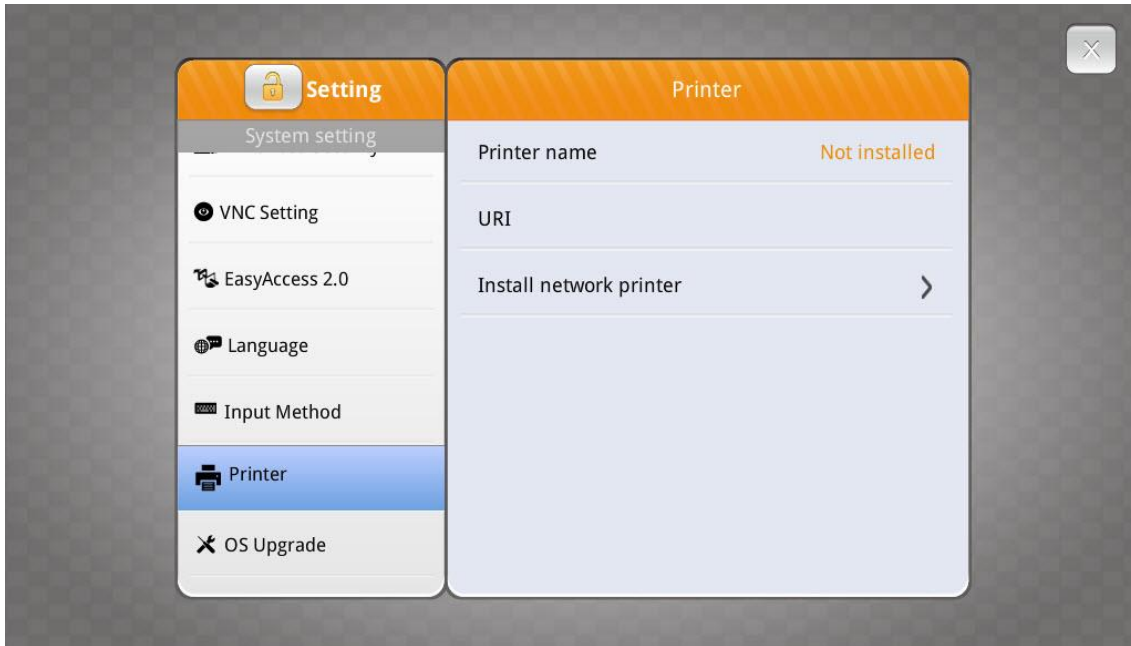 Setting
System setting
VNC Setting
EasyAccess 2.0
Language
Input Method
Printer
OS Upgrade
Printer
Printer name Not installed
URI
Install network printer
X